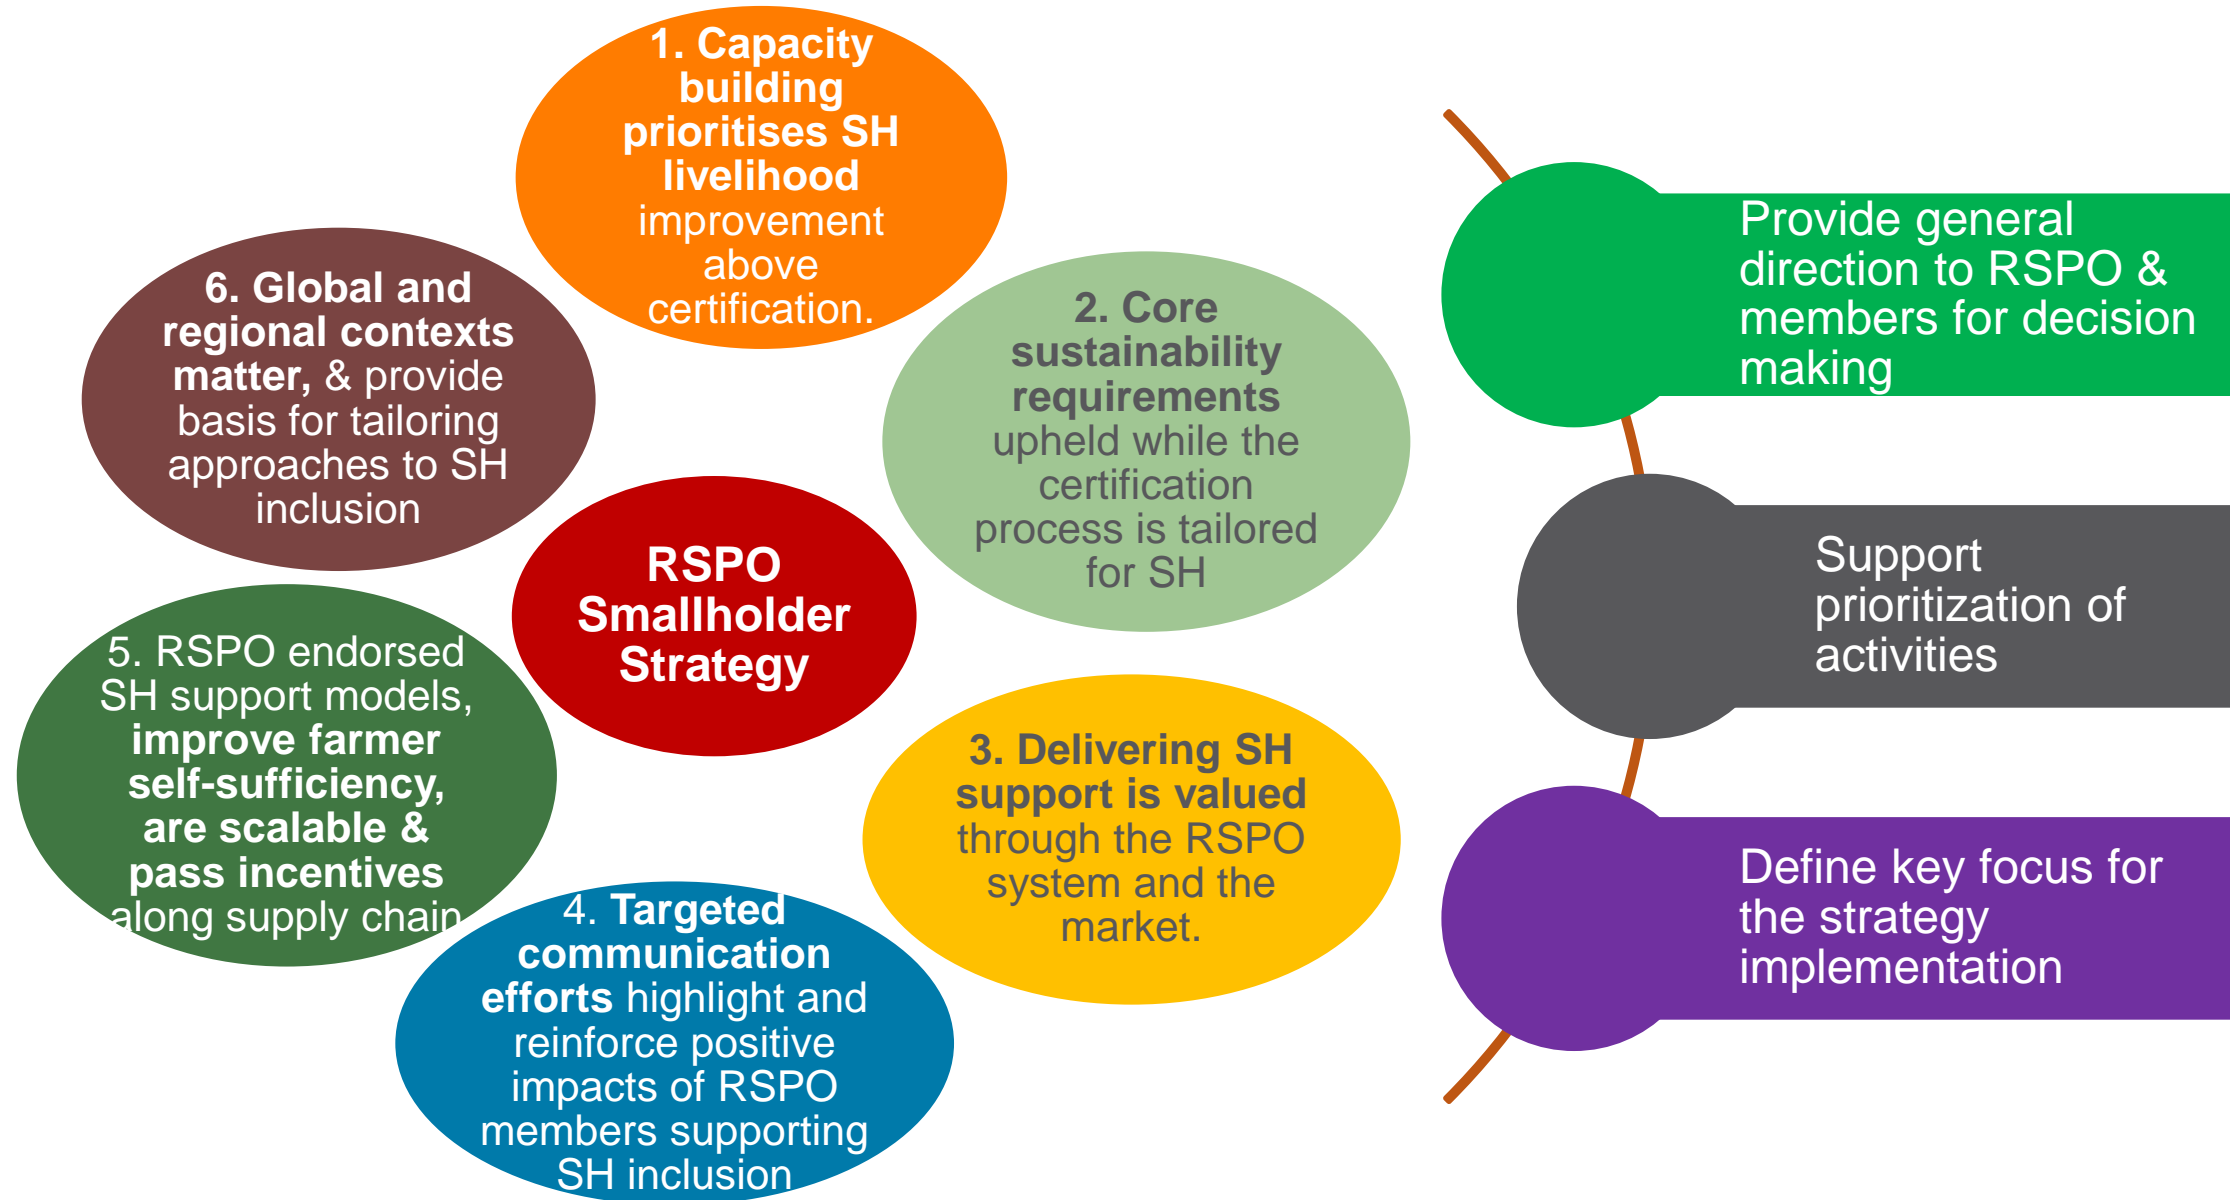 1. Capacity
building
prioritises SH
livelihood
improvement
above
certification.
2. Core
sustainability
requirements
upheld while the
certification
process is tailored
for SH
3. Delivering SH
support is valued
through the RSPO
system and the
market.
4. Targeted
communication
efforts highlight and
reinforce positive
impacts of RSPO
members supporting
SH inclusion
5. RSPO endorsed
SH support models,
improve farmer
self-sufficiency,
are scalable &
pass incentives
along supply chain
6. Global and
regional contexts
matter, & provide
basis for tailoring
approaches to SH
inclusion
RSPO
Smallholder
Strategy
Provide general
direction to RSPO &
members for decision
making
Support
prioritization of
activities
Define key focus for
the strategy
implementation